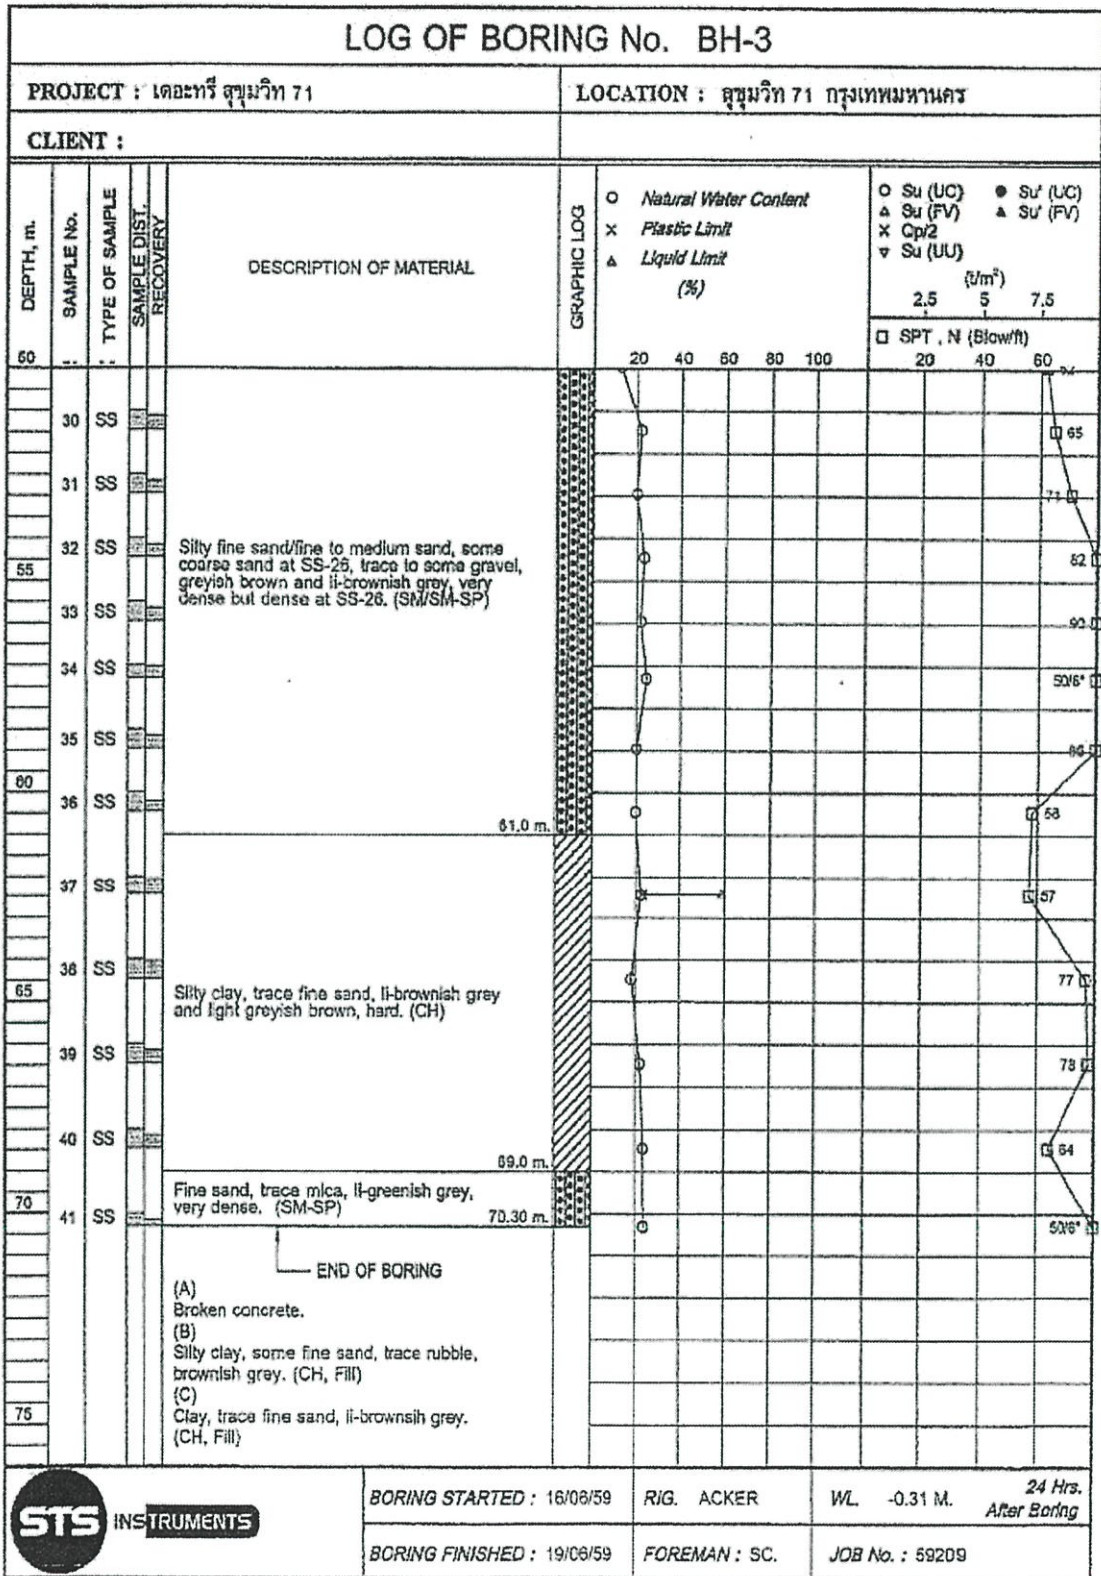 LOG OF BORING No. BH-3
PROJECT : เดอะทรี สุขุมวิท 71
LOCATION : สุขุมวิท 71 กรุงเทพมหานคร
CLIENT :
DEPTH, m.
SAMPLE No.
TYPE OF SAMPLE
SAMPLE DIST.
RECOVERY
DESCRIPTION OF MATERIAL
GRAPHIC LOG
Natural Water Content
Plastic Limit
Liquid Limit
(%)
Su (UC) Su' (UC)
Su (FV) Su' (FV)
Qp/2
Su (UU)
(t/m²)
2.5 5 7.5
SPT , N (Blow/ft)
20 40 60 80 100
20 40 60
50
30 SS 65
31 SS 71
32 SS 82
55
Silty fine sand/fine to medium sand, some
coarse sand at SS-26, trace to some gravel,
greyish brown and li-brownish grey, very
dense but dense at SS-26. (SM/SM-SP)
33 SS 90
34 SS 50/6"
35 SS 86
60
36 SS 58
61.0 m.
37 SS 57
38 SS 77
65
Silty clay, trace fine sand, li-brownish grey
and light greyish brown, hard. (CH)
39 SS 78
40 SS 64
69.0 m.
70
Fine sand, trace mica, li-greenish grey,
very dense. (SM-SP)
70.30 m.
41 SS 50/6"
END OF BORING
(A)
Broken concrete.
(B)
Silty clay, some fine sand, trace rubble,
brownish grey. (CH, Fill)
(C)
Clay, trace fine sand, li-brownsih grey.
(CH, Fill)
75
STS INSTRUMENTS
BORING STARTED : 16/06/59
RIG. ACKER
WL. -0.31 M.
24 Hrs.
After Boring
BORING FINISHED : 19/06/59
FOREMAN : SC.
JOB No. : 59209